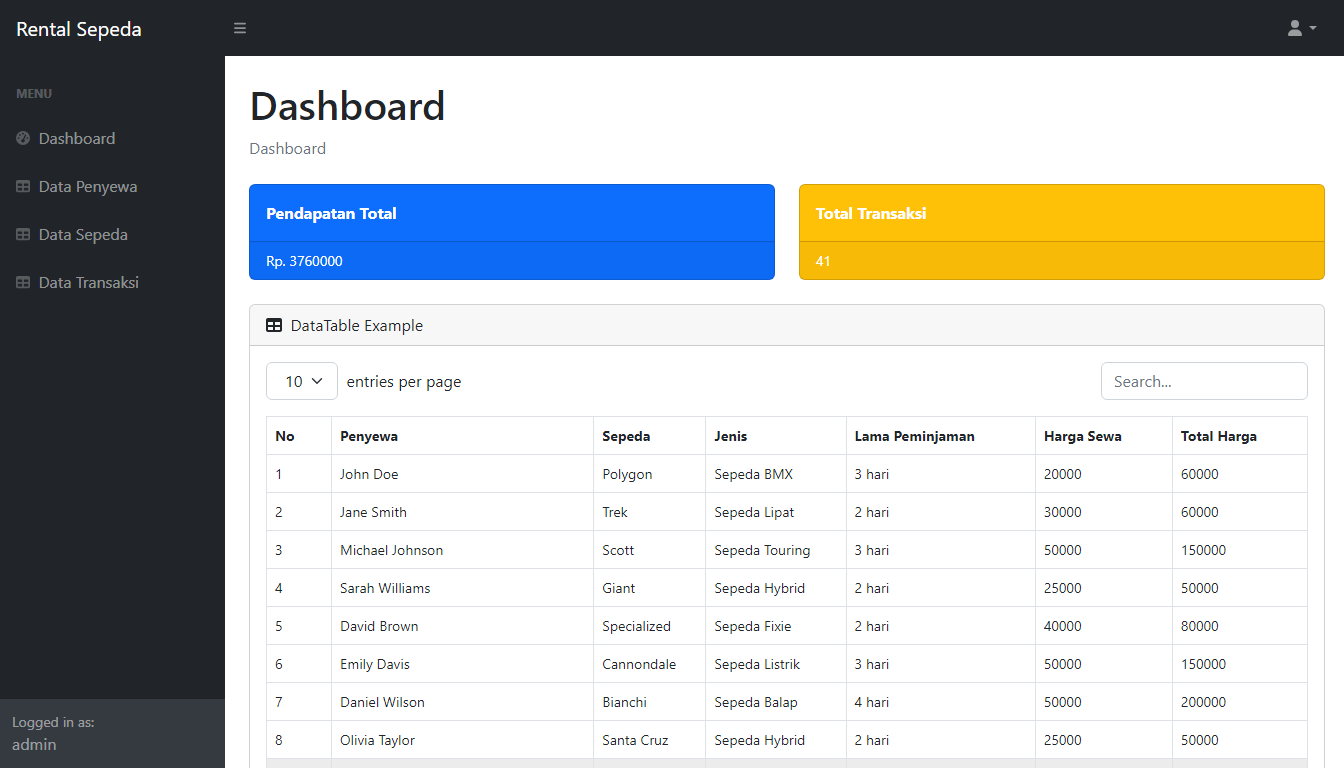 Rental Sepeda
MENU
Dashboard
Data Penyewa
Data Sepeda
Data Transaksi
Logged in as:
admin
Dashboard
Dashboard
Pendapatan Total
Rp. 3760000
Total Transaksi
41
DataTable Example
10 entries per page
Search...
No Penyewa Sepeda Jenis Lama Peminjaman Harga Sewa Total Harga
1 John Doe Polygon Sepeda BMX 3 hari 20000 60000
2 Jane Smith Trek Sepeda Lipat 2 hari 30000 60000
3 Michael Johnson Scott Sepeda Touring 3 hari 50000 150000
4 Sarah Williams Giant Sepeda Hybrid 2 hari 25000 50000
5 David Brown Specialized Sepeda Fixie 2 hari 40000 80000
6 Emily Davis Cannondale Sepeda Listrik 3 hari 50000 150000
7 Daniel Wilson Bianchi Sepeda Balap 4 hari 50000 200000
8 Olivia Taylor Santa Cruz Sepeda Hybrid 2 hari 25000 50000